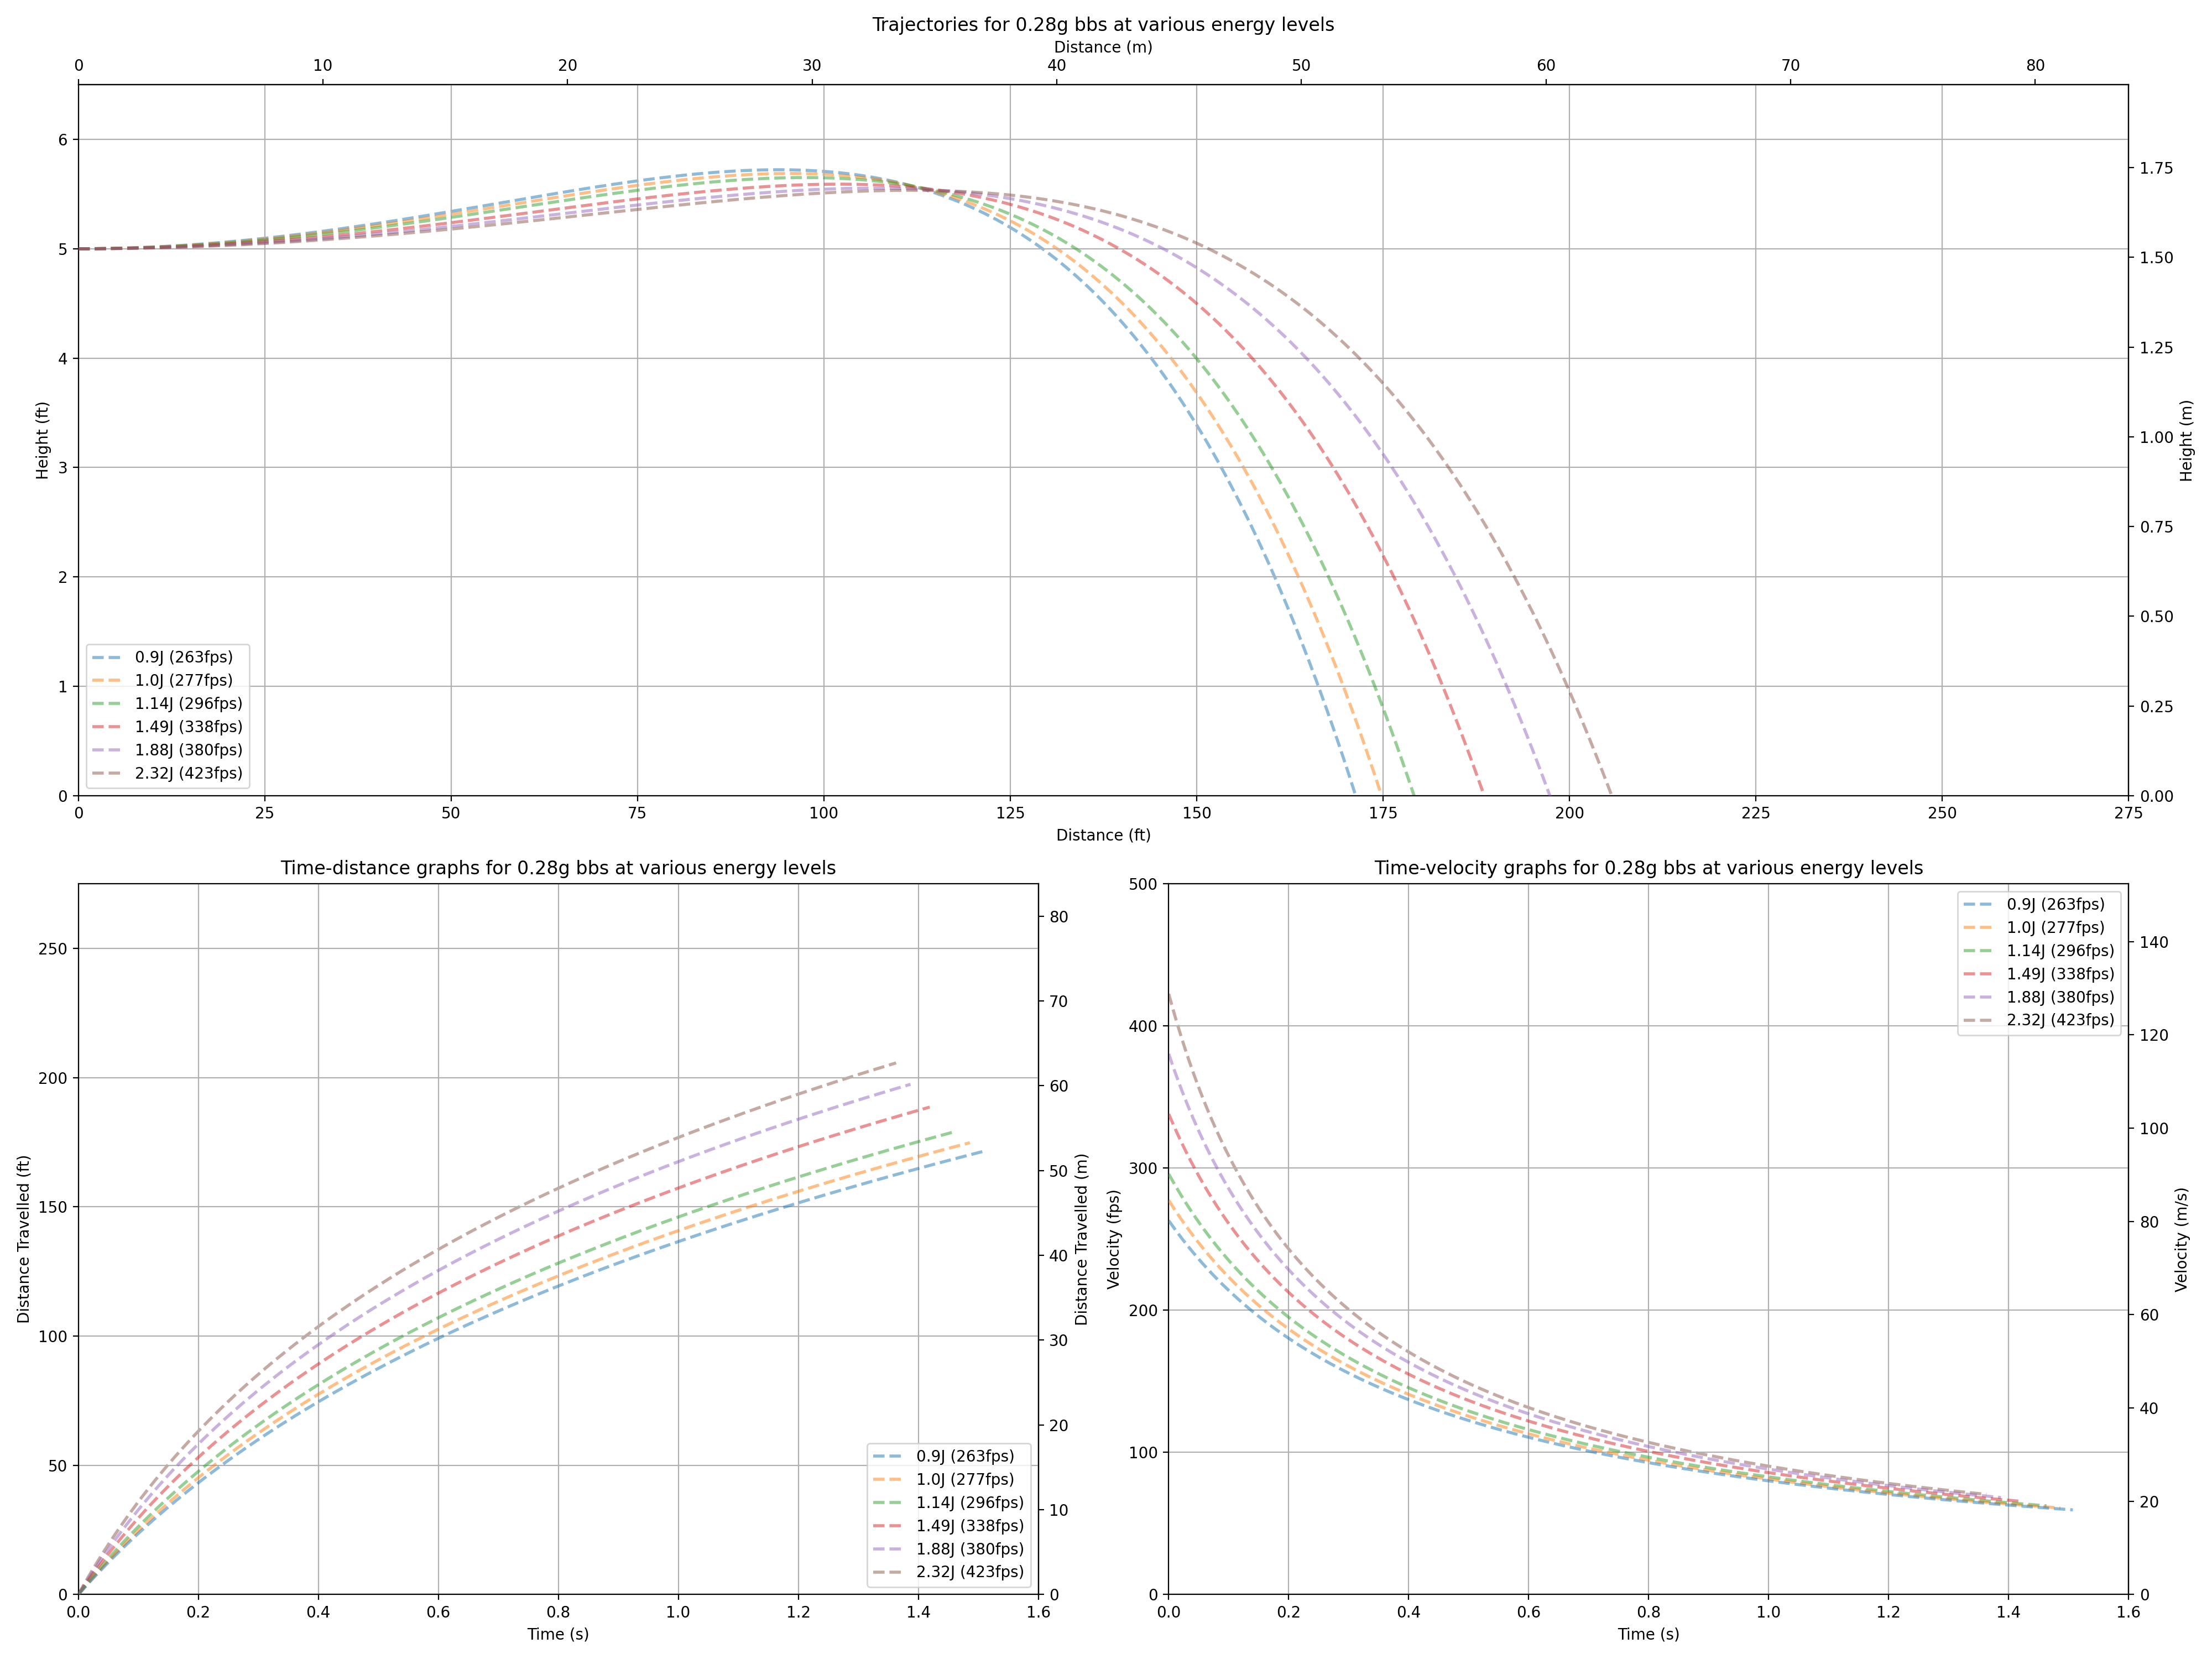 Trajectories for 0.28g bbs at various energy levels
Distance (m)
0 10 20 30 40 50 60 70 80
6
5
4
3
2
1
0
Height (ft)
1.75
1.50
1.25
1.00
0.75
0.50
0.25
0.00
Height (m)
0.9J (263fps)
1.0J (277fps)
1.14J (296fps)
1.49J (338fps)
1.88J (380fps)
2.32J (423fps)
0 25 50 75 100 125 150 175 200 225 250 275
Distance (ft)
Time-distance graphs for 0.28g bbs at various energy levels
250
200
150
100
50
0
Distance Travelled (ft)
80
70
60
50
40
30
20
10
0
Distance Travelled (m)
0.9J (263fps)
1.0J (277fps)
1.14J (296fps)
1.49J (338fps)
1.88J (380fps)
2.32J (423fps)
0.0 0.2 0.4 0.6 0.8 1.0 1.2 1.4 1.6
Time (s)
Time-velocity graphs for 0.28g bbs at various energy levels
500
400
300
200
100
0
Velocity (fps)
0.9J (263fps)
1.0J (277fps)
1.14J (296fps)
1.49J (338fps)
1.88J (380fps)
2.32J (423fps)
140
120
100
80
60
40
20
0
Velocity (m/s)
0.0 0.2 0.4 0.6 0.8 1.0 1.2 1.4 1.6
Time (s)